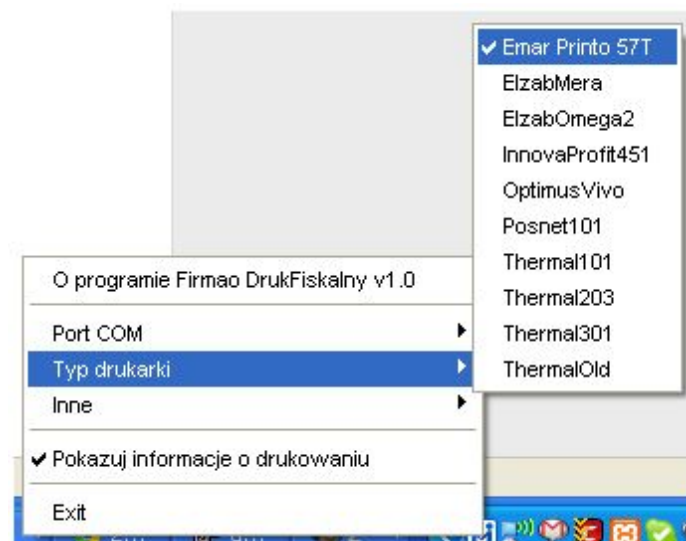 Emar Printo 57T
ElzabMera
ElzabOmega2
InnovaProfit451
OptimusVivo
Posnet101
Thermal101
Thermal203
Thermal301
ThermalOld
O programie Firmao DrukFiskalny v1.0
Port COM
Typ drukarki
Inne
Pokazuj informacje o drukowaniu
Exit